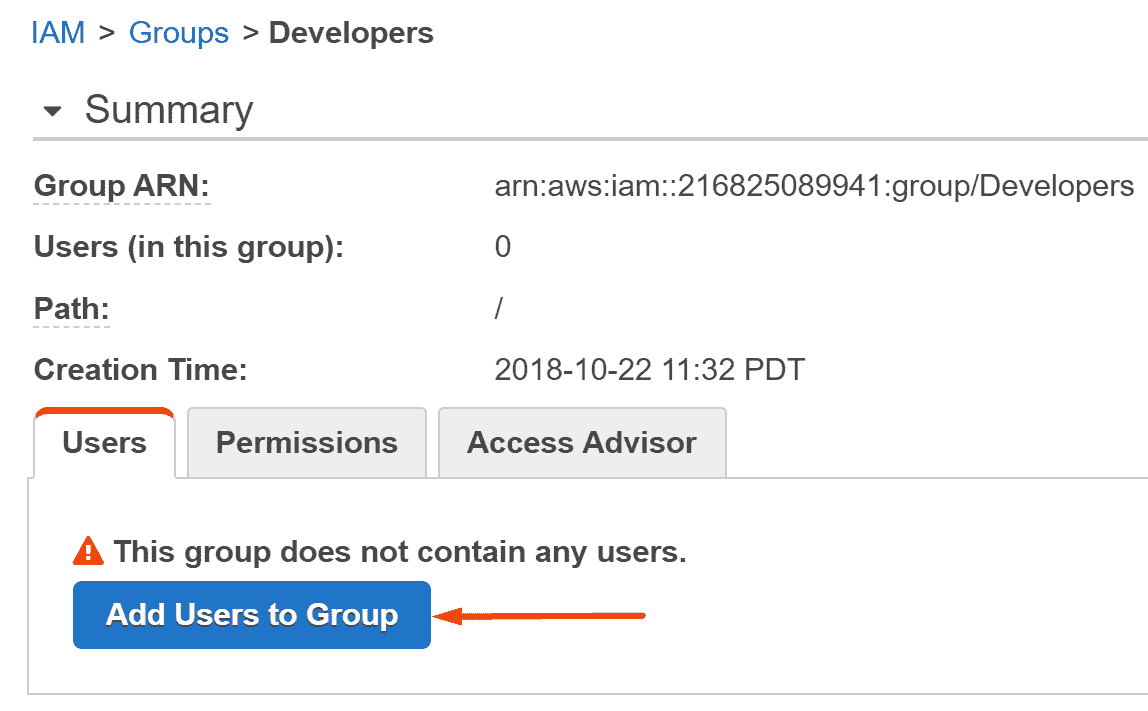 IAM > Groups > Developers
Summary
Group ARN: arn:aws:iam::216825089941:group/Developers
Users (in this group): 0
Path: /
Creation Time: 2018-10-22 11:32 PDT
Users Permissions Access Advisor
This group does not contain any users.
Add Users to Group